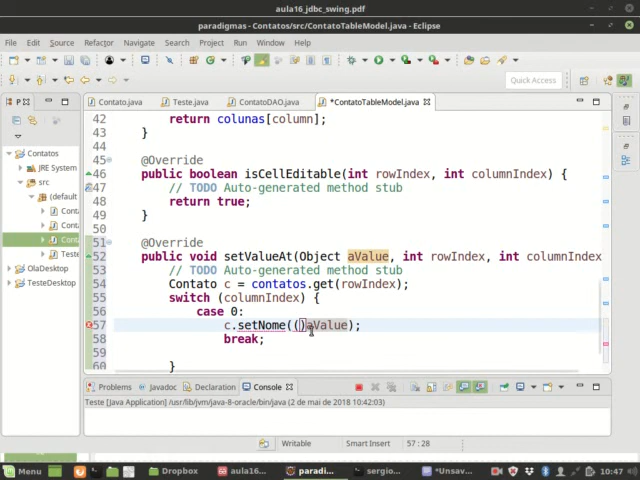 aula16_jdbc_swing.pdf
paradigmas - Contatos/src/ContatoTableModel.java - Eclipse
File Edit Source Refactor Navigate Search Project Run Window Help
Quick Access
P
Contato.java Teste.java ContatoDAO.java *ContatoTableModel.java
Contatos
JRE System
src
(default
Conta
Conta
Conta
Teste
OlaDesktop
TesteDesktop
42 return colunas[column];
43 }
44
45 @Override
46 public boolean isCellEditable(int rowIndex, int columnIndex) {
47 // TODO Auto-generated method stub
48 return true;
49 }
50
51 @Override
52 public void setValueAt(Object aValue, int rowIndex, int columnIndex
53 // TODO Auto-generated method stub
54 Contato c = contatos.get(rowIndex);
55 switch (columnIndex) {
56 case 0:
57 c.setNome(()aValue);
58 break;
59
60 }
Problems Javadoc Declaration Console
Teste [Java Application] /usr/lib/jvm/java-8-oracle/bin/java (2 de mai de 2018 10:42:03)
Writable Smart Insert 57 : 28
Menu Dropbox aula16... paradi... sergio... *Unsav... 10:47